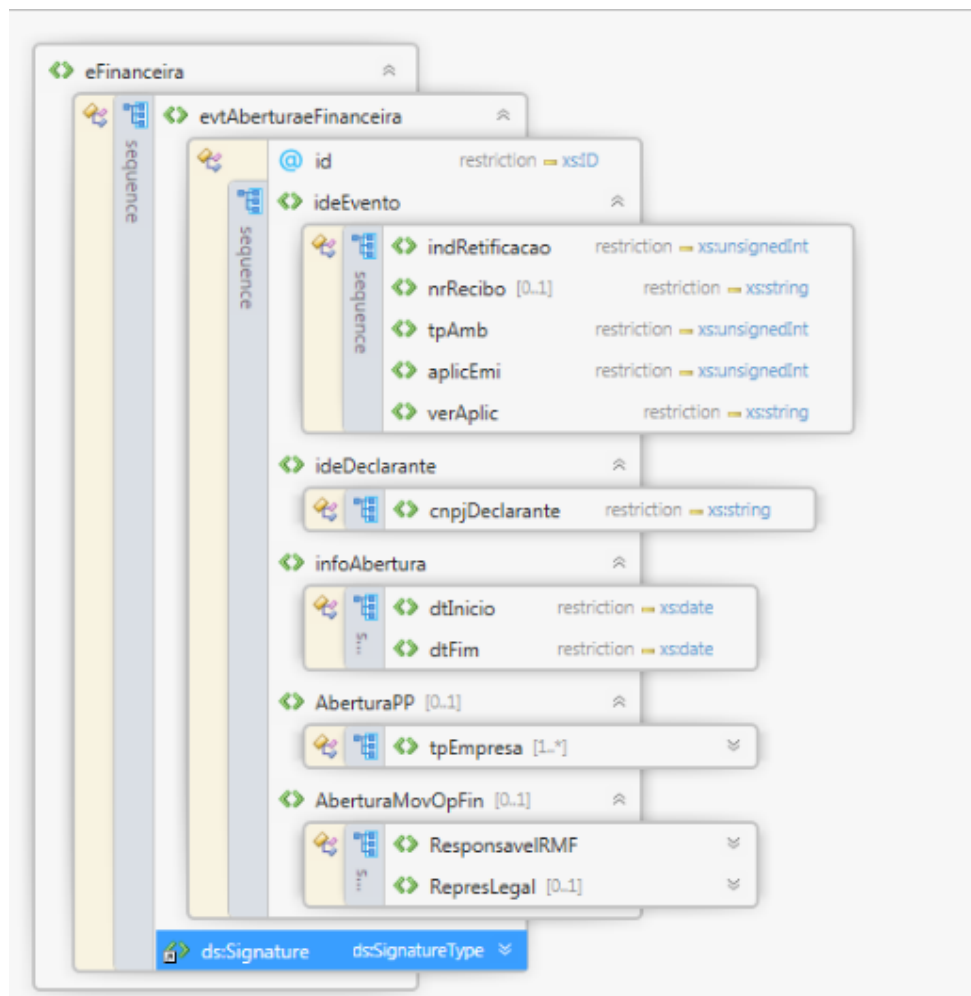 eFinanceira
sequence
evtAberturaeFinanceira
sequence
id restriction xs:ID
ideEvento
sequence
indRetificacao restriction xs:unsignedInt
nrRecibo [0..1] restriction xs:string
tpAmb restriction xs:unsignedInt
aplicEmi restriction xs:unsignedInt
verAplic restriction xs:string
ideDeclarante
cnpjDeclarante restriction xs:string
infoAbertura
s...
dtInicio restriction xs:date
dtFim restriction xs:date
AberturaPP [0..1]
tpEmpresa [1..*]
AberturaMovOpFin [0..1]
s...
ResponsavelRMF
RepresLegal [0..1]
ds:Signature ds:SignatureType